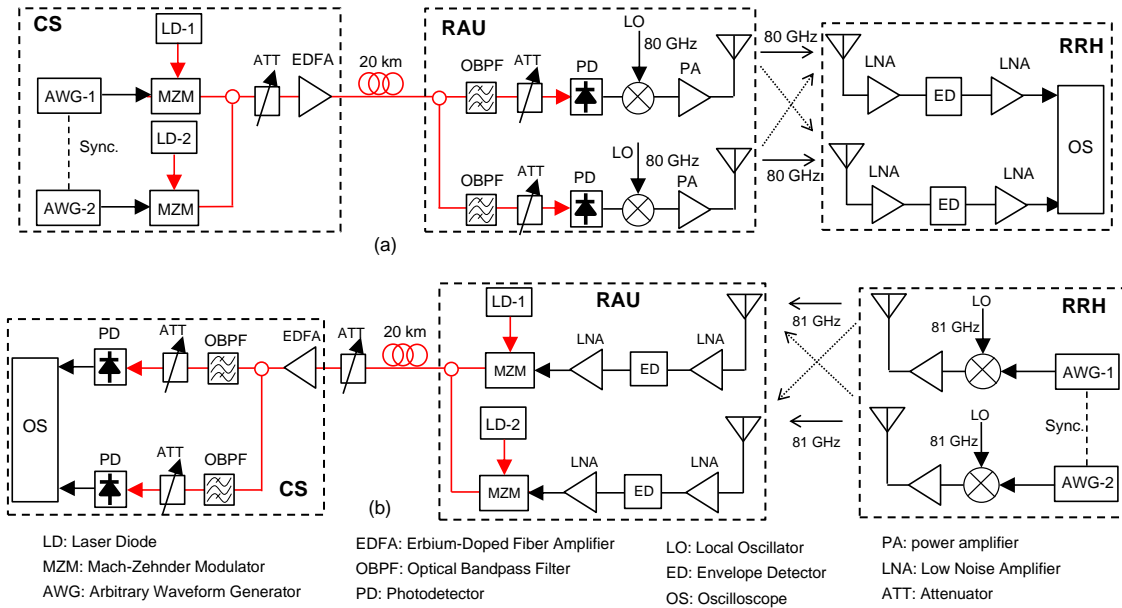 CS
LD-1
AWG-1
MZM
ATT
EDFA
LD-2
Sync.
AWG-2
MZM
20 km
RAU
OBPF
ATT
PD
LO
80 GHz
PA
OBPF
ATT
PD
LO
80 GHz
PA
80 GHz
80 GHz
RRH
LNA
ED
LNA
LNA
ED
LNA
OS
(a)
OS
PD
ATT
OBPF
EDFA
PD
ATT
OBPF
CS
ATT
20 km
RAU
LD-1
MZM
LNA
ED
LNA
LD-2
MZM
LNA
ED
LNA
81 GHz
81 GHz
RRH
LO
81 GHz
AWG-1
LO
81 GHz
Sync.
AWG-2
(b)
LD: Laser Diode
MZM: Mach-Zehnder Modulator
AWG: Arbitrary Waveform Generator
EDFA: Erbium-Doped Fiber Amplifier
OBPF: Optical Bandpass Filter
PD: Photodetector
LO: Local Oscillator
ED: Envelope Detector
OS: Oscilloscope
PA: power amplifier
LNA: Low Noise Amplifier
ATT: Attenuator